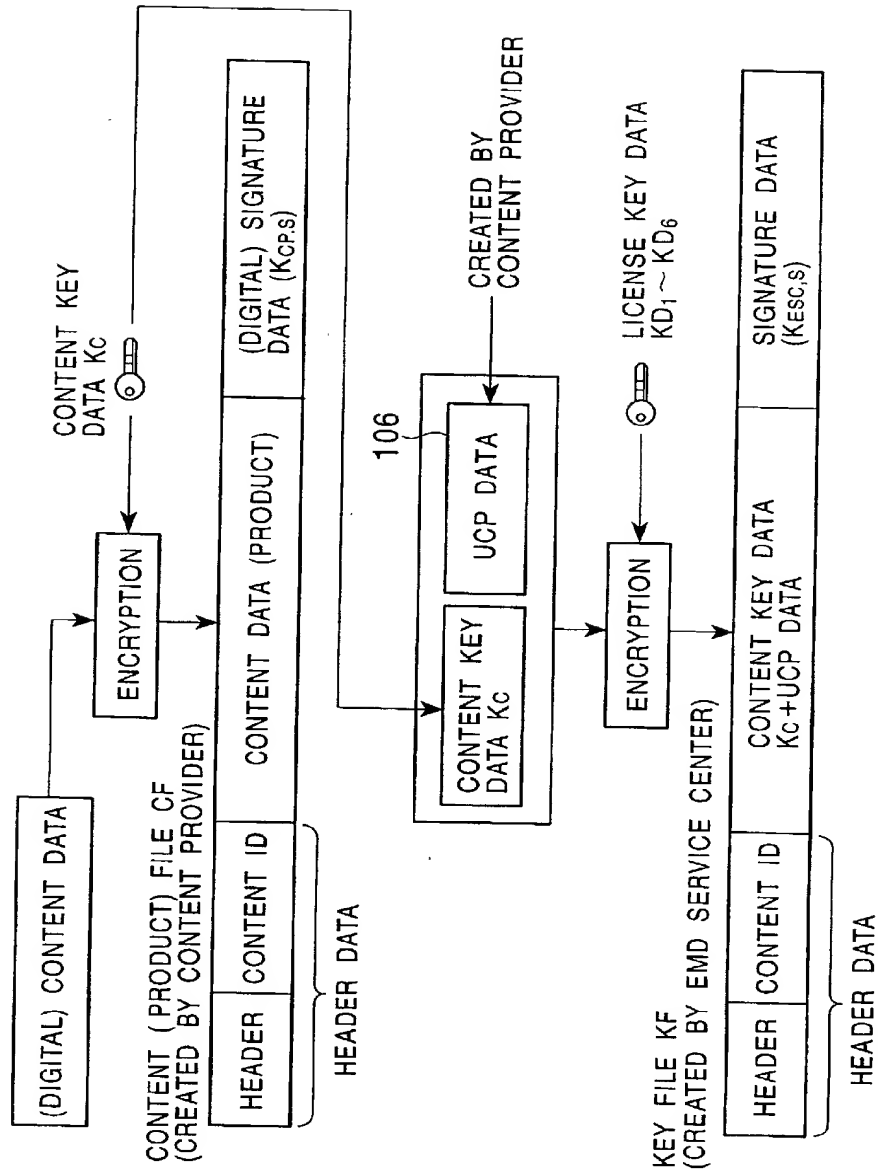 CONTENT KEY
DATA Kc
(DIGITAL) CONTENT DATA
ENCRYPTION
CONTENT (PRODUCT) FILE CF
(CREATED BY CONTENT PROVIDER)
HEADER
CONTENT ID
CONTENT DATA (PRODUCT)
(DIGITAL) SIGNATURE
DATA (KCP,S)
HEADER DATA
106
CONTENT KEY
DATA Kc
UCP DATA
CREATED BY
CONTENT PROVIDER
ENCRYPTION
LICENSE KEY DATA
KD1 ~ KD6
KEY FILE KF
(CREATED BY EMD SERVICE CENTER)
HEADER
CONTENT ID
CONTENT KEY DATA
Kc+UCP DATA
SIGNATURE DATA
(KESC,S)
HEADER DATA